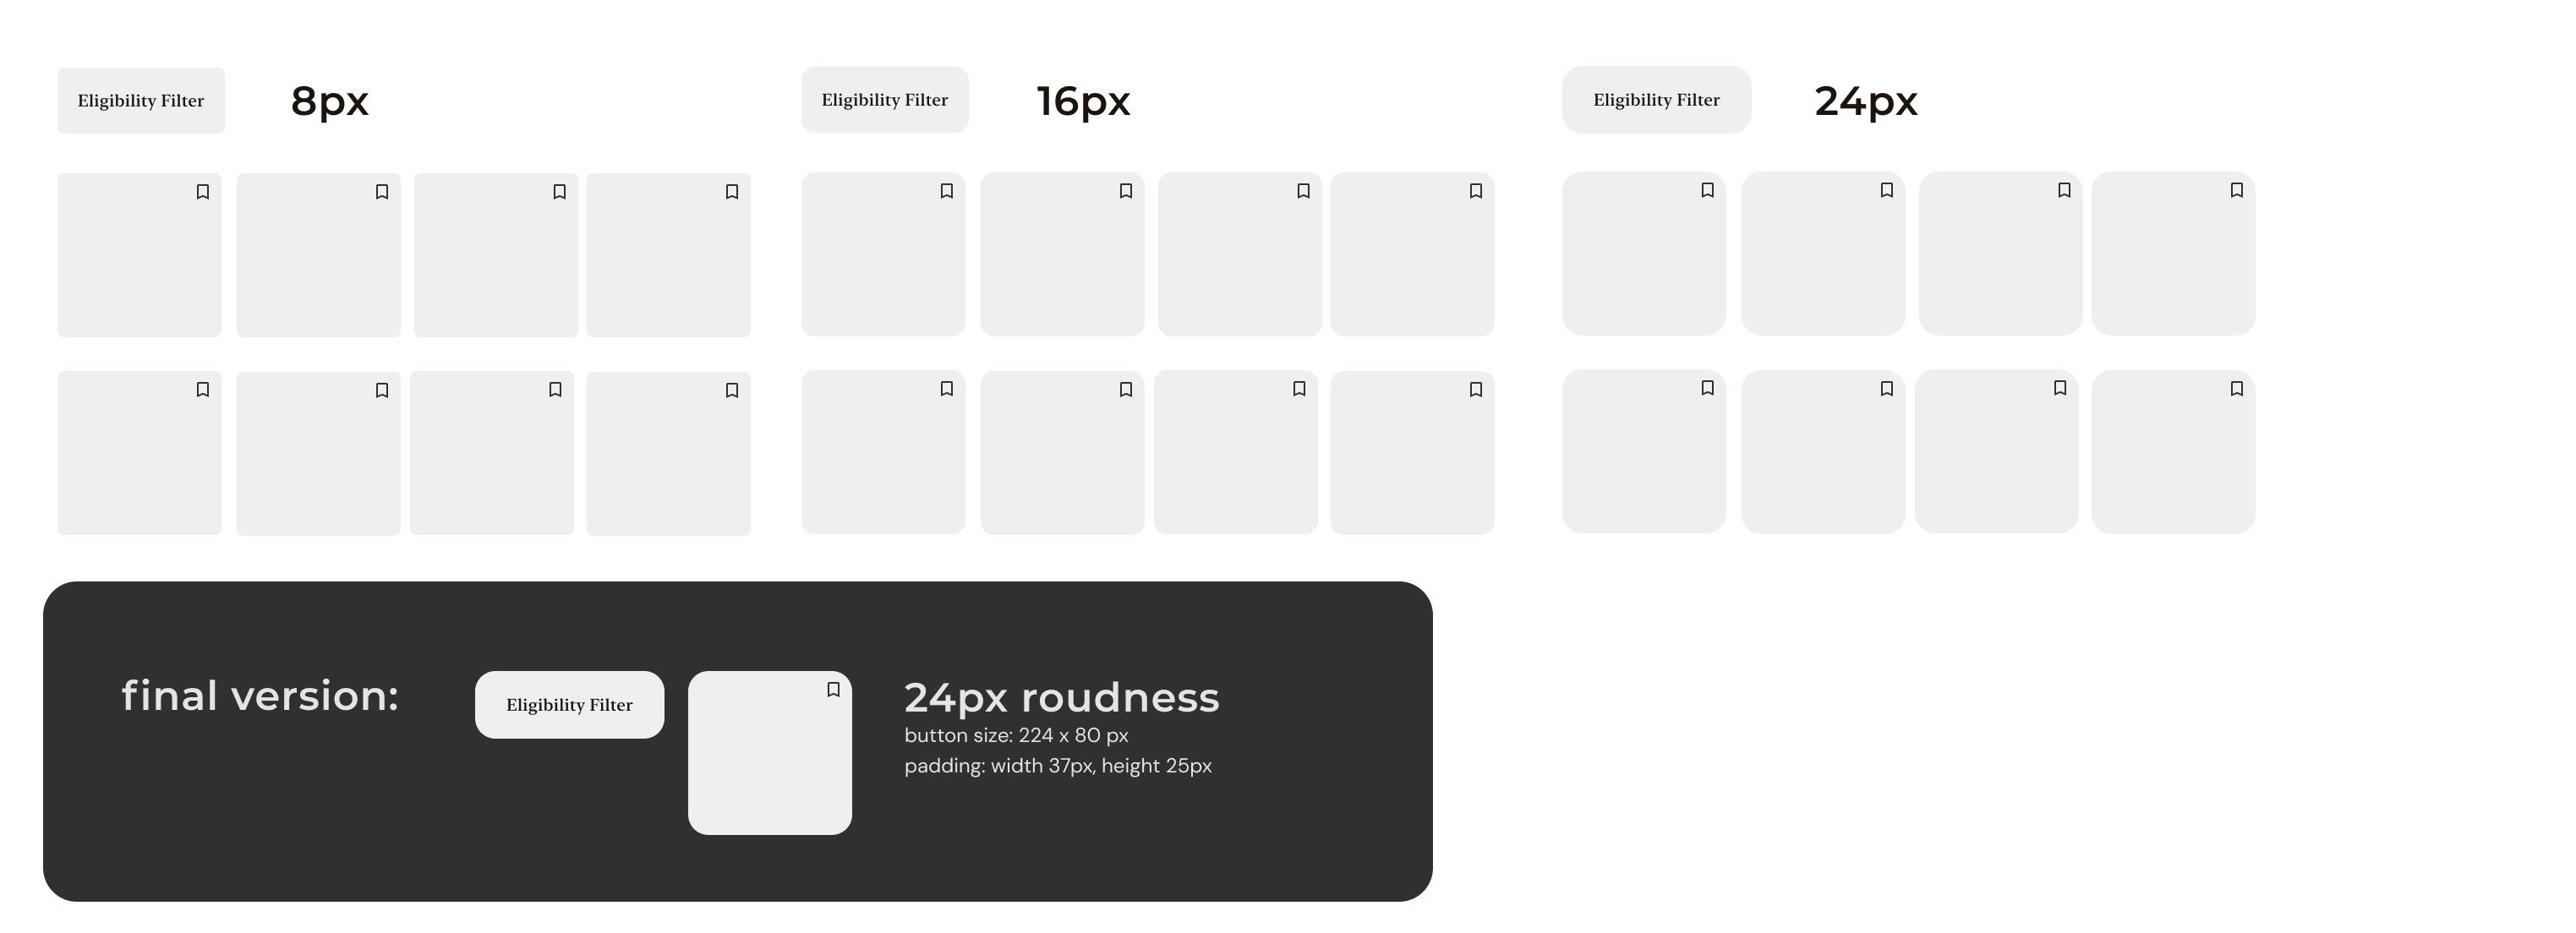 Eligibility Filter
8px
Eligibility Filter
16px
Eligibility Filter
24px
final version:
Eligibility Filter
24px roudness
button size: 224 x 80 px
padding: width 37px, height 25px